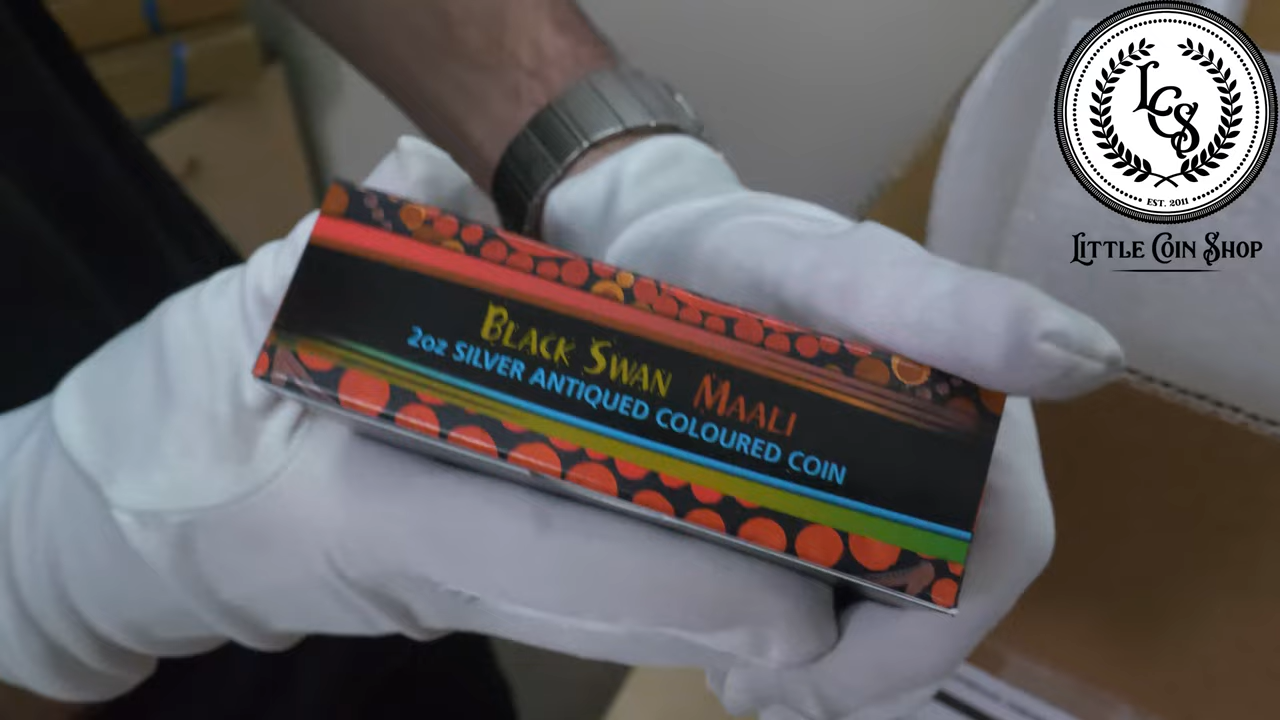 BLACK SWAN MAALI
2oz SILVER ANTIQUED COLOURED COIN
LCS
EST. 2011
LITTLE COIN SHOP